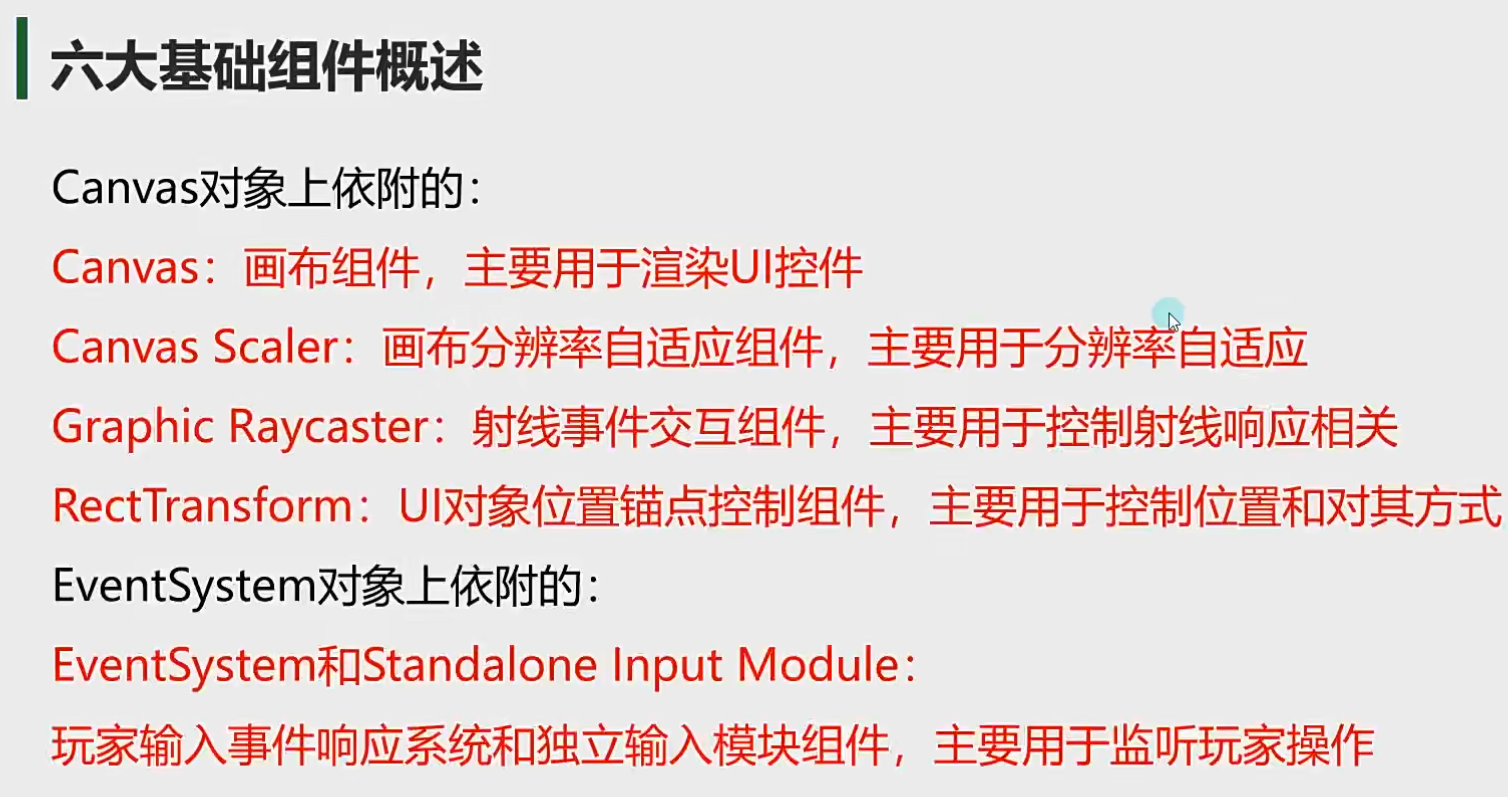 六大基础组件概述
Canvas对象上依附的：
Canvas：画布组件，主要用于渲染UI控件
Canvas Scaler：画布分辨率自适应组件，主要用于分辨率自适应
Graphic Raycaster：射线事件交互组件，主要用于控制射线响应相关
RectTransform：UI对象位置锚点控制组件，主要用于控制位置和对其方式
EventSystem对象上依附的：
EventSystem和Standalone Input Module：
玩家输入事件响应系统和独立输入模块组件，主要用于监听玩家操作